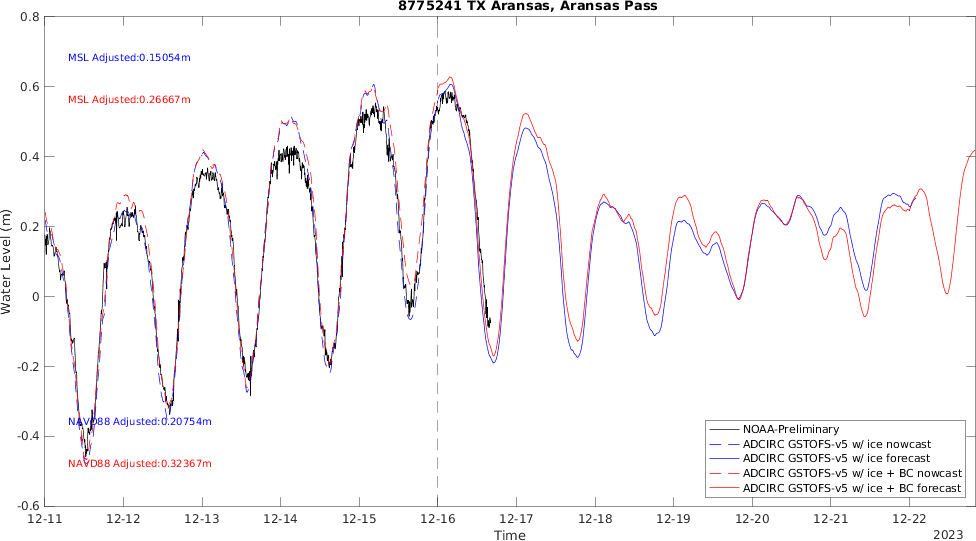 8775241 TX Aransas, Aransas Pass
0.8
0.6
0.4
0.2
0
-0.2
-0.4
-0.6
Water Level (m)
MSL Adjusted:0.15054m
MSL Adjusted:0.26667m
NAVD88 Adjusted:0.20754m
NAVD88 Adjusted:0.32367m
NOAA-Preliminary
ADCIRC GSTOFS-v5 w/ ice nowcast
ADCIRC GSTOFS-v5 w/ ice forecast
ADCIRC GSTOFS-v5 w/ ice + BC nowcast
ADCIRC GSTOFS-v5 w/ ice + BC forecast
12-11 12-12 12-13 12-14 12-15 12-16 12-17 12-18 12-19 12-20 12-21 12-22
Time
2023